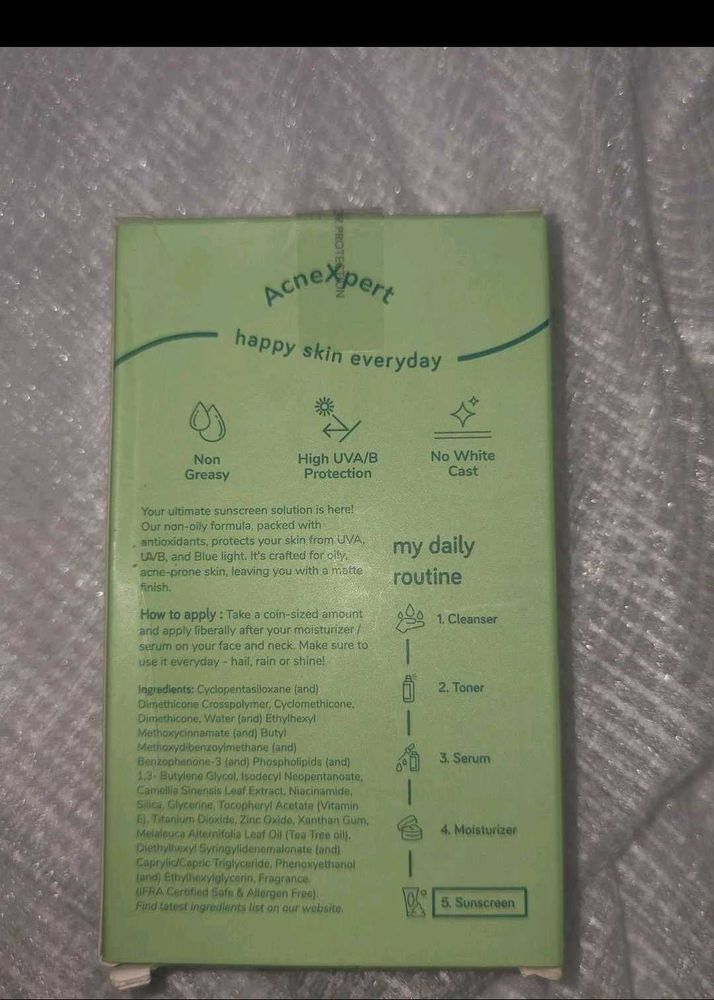 OR PROTECTION
AcneXpert
happy skin everyday
Non
Greasy
High UVA/B
Protection
No White
Cast
Your ultimate sunscreen solution is here!
Our non-oily formula, packed with
antioxidants, protects your skin from UVA,
UVB, and Blue light. It's crafted for oily,
acne-prone skin, leaving you with a matte
finish.
How to apply : Take a coin-sized amount
and apply liberally after your moisturizer /
serum on your face and neck. Make sure to
use it everyday - hail, rain or shine!
Ingredients: Cyclopentasiloxane (and)
Dimethicone Crosspolymer, Cyclomethicone,
Dimethicone, Water (and) Ethylhexyl
Methoxycinnamate (and) Butyl
Methoxydibenzoylmethane (and)
Benzophenone-3 (and) Phospholipids (and)
1,3- Butylene Glycol, Isodecyl Neopentanoate,
Camellia Sinensis Leaf Extract, Niacinamide,
Silica, Glycerine, Tocopheryl Acetate (Vitamin
E), Titanium Dioxide, Zinc Oxide, Xanthan Gum,
Melaleuca Alternifolia Leaf Oil (Tea Tree oil),
Diethylhexyl Syringylidenemalonate (and)
Caprylic/Capric Triglyceride, Phenoxyethanol
(and) Ethylhexylglycerin, Fragrance.
(IFRA Certified Safe & Allergen Free).
Find latest ingredients list on our website.
my daily
routine
1. Cleanser
2. Toner
3. Serum
4. Moisturizer
5. Sunscreen